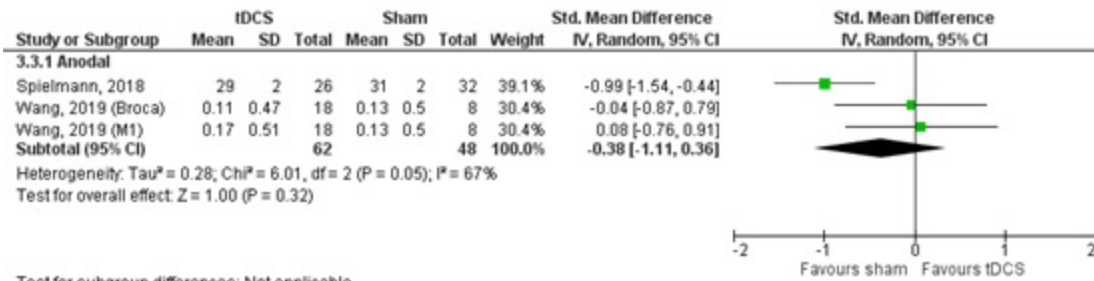 tDCS Sham Std. Mean Difference Std. Mean Difference
Study or Subgroup Mean SD Total Mean SD Total Weight IV, Random, 95% CI IV, Random, 95% CI
3.3.1 Anodal
Spielmann, 2018 29 2 26 31 2 32 39.1% -0.99 [-1.54, -0.44]
Wang, 2019 (Broca) 0.11 0.47 18 0.13 0.5 8 30.4% -0.04 [-0.87, 0.79]
Wang, 2019 (M1) 0.17 0.51 18 0.13 0.5 8 30.4% 0.08 [-0.76, 0.91]
Subtotal (95% CI) 62 48 100.0% -0.38 [-1.11, 0.36]
Heterogeneity: Tau² = 0.28; Chi² = 6.01, df = 2 (P = 0.05); I² = 67%
Test for overall effect: Z = 1.00 (P = 0.32)
-2 -1 0 1 2
Favours sham Favours tDCS
Test for subgroup differences: Not applicable